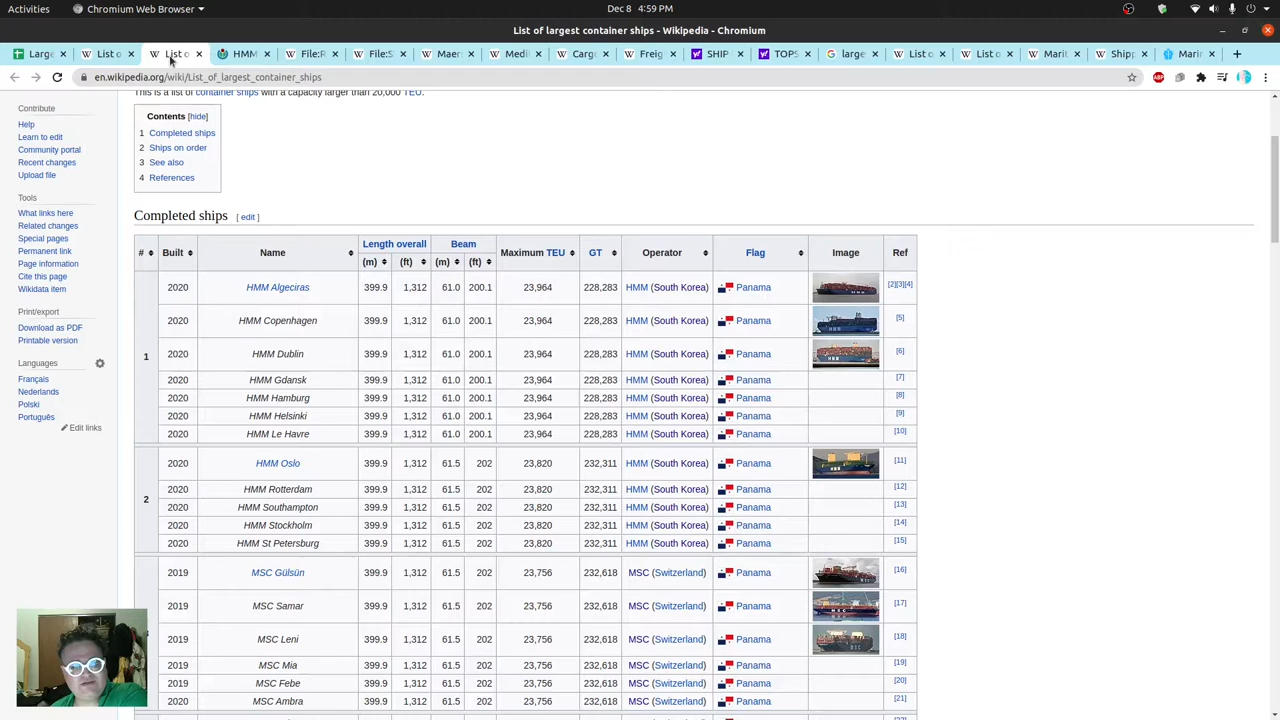 Activities Chromium Web Browser Dec 8 4:59 PM
List of largest container ships - Wikipedia - Chromium
Large List o List o HMM File:R File:S Maer Medi Cargo Freig SHIP TOPS large List o List o Marit Shipp Marin
en.wikipedia.org/wiki/List_of_largest_container_ships
Contribute
Help
Learn to edit
Community portal
Recent changes
Upload file
Tools
What links here
Related changes
Special pages
Permanent link
Page information
Cite this page
Wikidata item
Print/export
Download as PDF
Printable version
Languages
Français
Nederlands
Polski
Português
Edit links
This is a list of container ships with a capacity larger than 20,000 TEU.
Contents [hide]
1 Completed ships
2 Ships on order
3 See also
4 References
Completed ships [ edit ]
# Built Name Length overall Beam Maximum TEU GT Operator Flag Image Ref
(m) (ft) (m) (ft)
1
2020 HMM Algeciras 399.9 1,312 61.0 200.1 23,964 228,283 HMM (South Korea) Panama [2][3][4]
2020 HMM Copenhagen 399.9 1,312 61.0 200.1 23,964 228,283 HMM (South Korea) Panama [5]
2020 HMM Dublin 399.9 1,312 61.0 200.1 23,964 228,283 HMM (South Korea) Panama [6]
2020 HMM Gdansk 399.9 1,312 61.0 200.1 23,964 228,283 HMM (South Korea) Panama [7]
2020 HMM Hamburg 399.9 1,312 61.0 200.1 23,964 228,283 HMM (South Korea) Panama [8]
2020 HMM Helsinki 399.9 1,312 61.0 200.1 23,964 228,283 HMM (South Korea) Panama [9]
2020 HMM Le Havre 399.9 1,312 61.0 200.1 23,964 228,283 HMM (South Korea) Panama [10]
2
2020 HMM Oslo 399.9 1,312 61.5 202 23,820 232,311 HMM (South Korea) Panama [11]
2020 HMM Rotterdam 399.9 1,312 61.5 202 23,820 232,311 HMM (South Korea) Panama [12]
2020 HMM Southampton 399.9 1,312 61.5 202 23,820 232,311 HMM (South Korea) Panama [13]
2020 HMM Stockholm 399.9 1,312 61.5 202 23,820 232,311 HMM (South Korea) Panama [14]
2020 HMM St Petersburg 399.9 1,312 61.5 202 23,820 232,311 HMM (South Korea) Panama [15]
2019 MSC Gülsün 399.9 1,312 61.5 202 23,756 232,618 MSC (Switzerland) Panama [16]
2019 MSC Samar 399.9 1,312 61.5 202 23,756 232,618 MSC (Switzerland) Panama [17]
2019 MSC Leni 399.9 1,312 61.5 202 23,756 232,618 MSC (Switzerland) Panama [18]
2019 MSC Mia 399.9 1,312 61.5 202 23,756 232,618 MSC (Switzerland) Panama [19]
2019 MSC Febe 399.9 1,312 61.5 202 23,756 232,618 MSC (Switzerland) Panama [20]
2019 MSC Ambra 399.9 1,312 61.5 202 23,756 232,618 MSC (Switzerland) Panama [21]